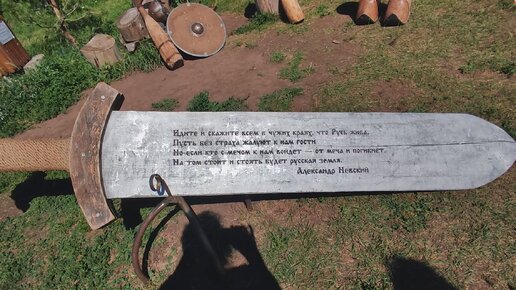 Идите и скажите всем в чужих краях, что Русь жива.
Пусть без страха жалуют к нам гости.
Но если кто с мечом к нам войдет — от меча и погибнет.
На том стоит и стоять будет русская земля.
Александр Невский